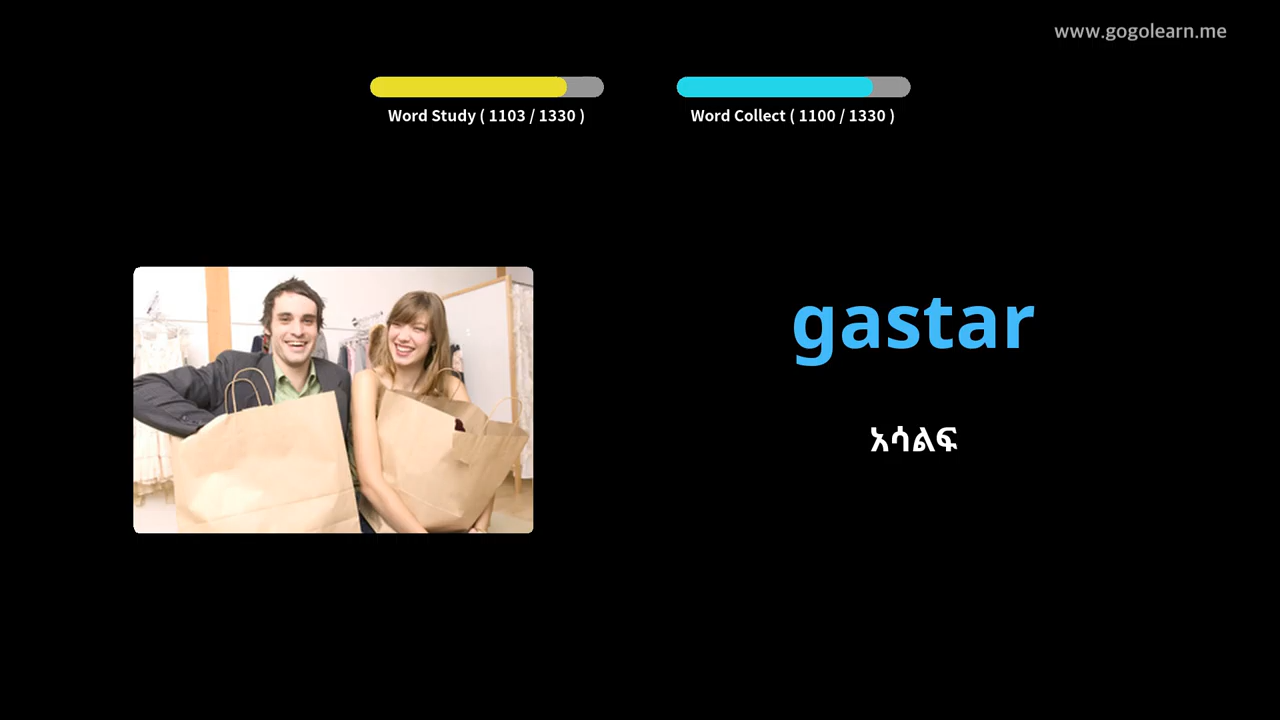 www.gogolearn.me
Word Study ( 1103 / 1330 )
Word Collect ( 1100 / 1330 )
gastar
አሳልፍ